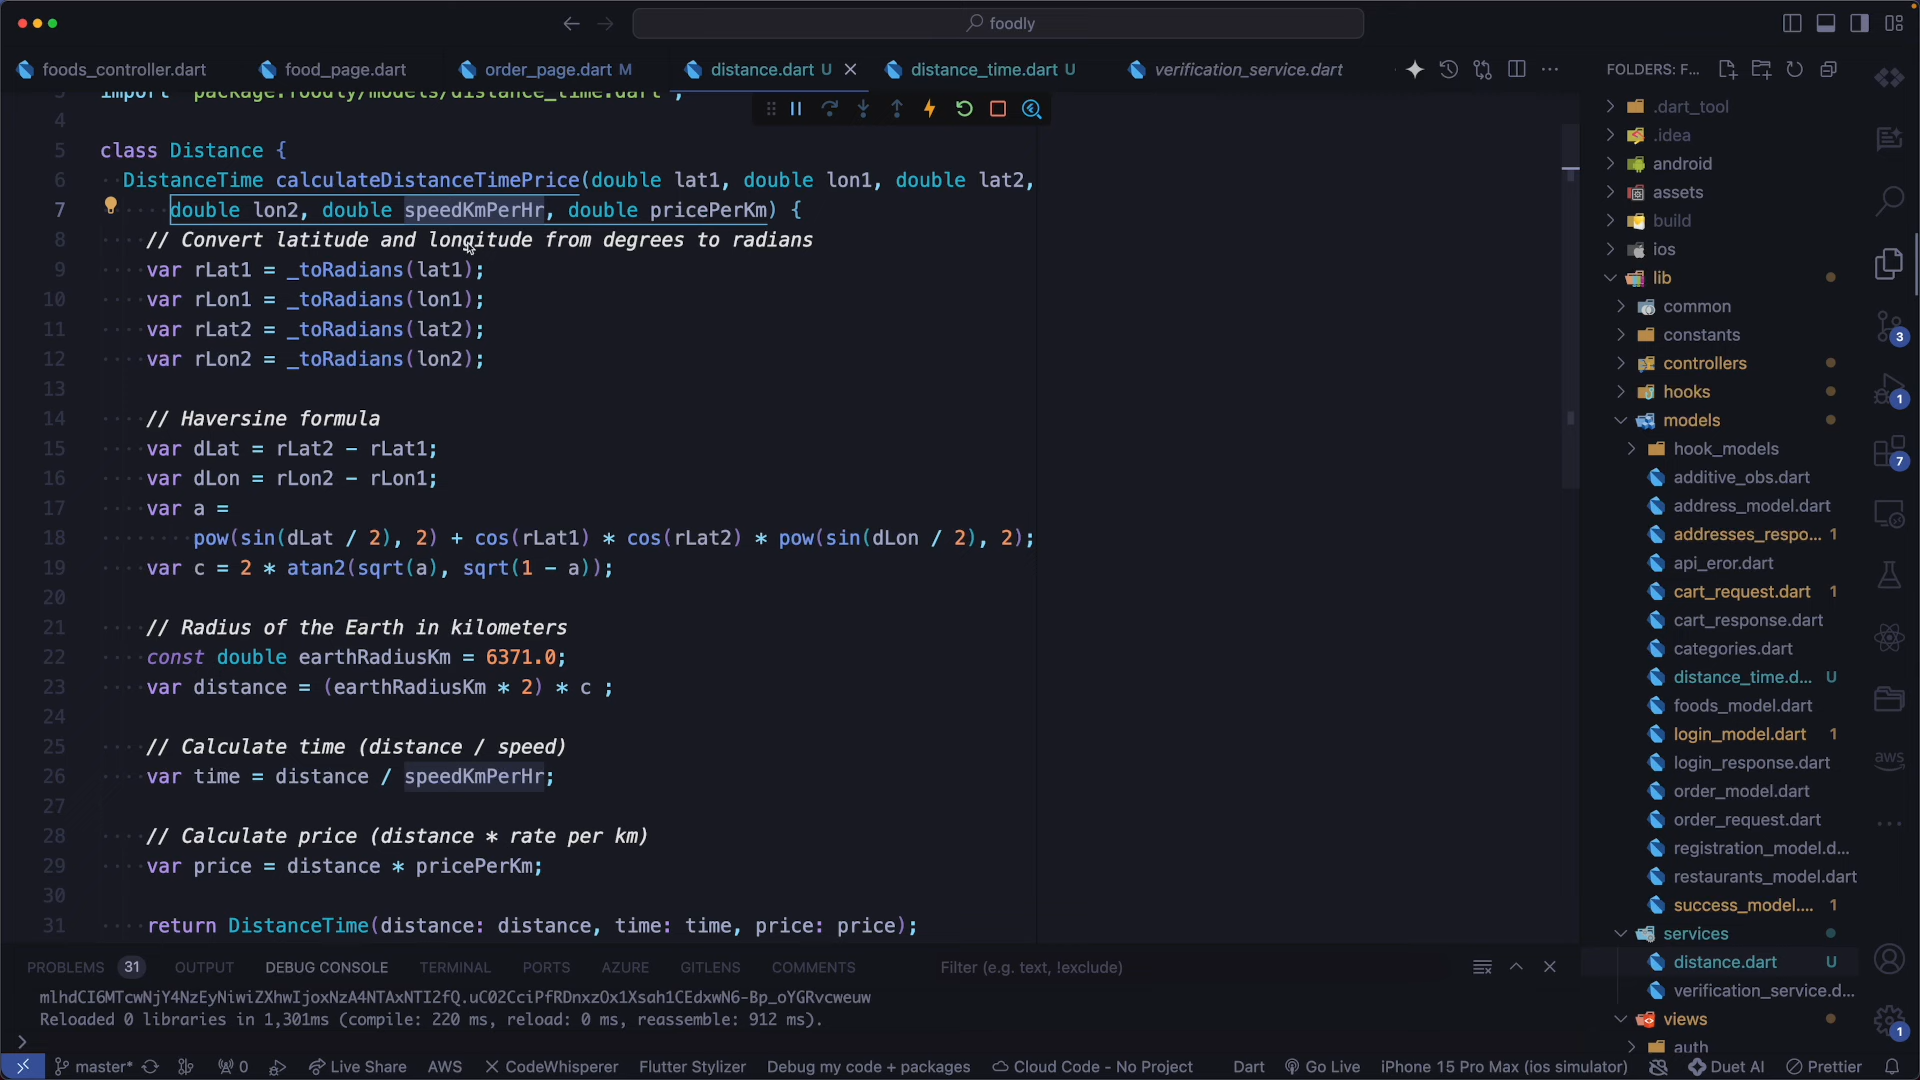 foodly
foods_controller.dart
food_page.dart
order_page.dart M
distance.dart U
distance_time.dart U
verification_service.dart
FOLDERS: F...
import 'package:foodly/models/distance_time.dart';
4
5 class Distance {
6 DistanceTime calculateDistanceTimePrice(double lat1, double lon1, double lat2,
7 double lon2, double speedKmPerHr, double pricePerKm) {
8 // Convert latitude and longitude from degrees to radians
9 var rLat1 = _toRadians(lat1);
10 var rLon1 = _toRadians(lon1);
11 var rLat2 = _toRadians(lat2);
12 var rLon2 = _toRadians(lon2);
13
14 // Haversine formula
15 var dLat = rLat2 - rLat1;
16 var dLon = rLon2 - rLon1;
17 var a =
18 pow(sin(dLat / 2), 2) + cos(rLat1) * cos(rLat2) * pow(sin(dLon / 2), 2);
19 var c = 2 * atan2(sqrt(a), sqrt(1 - a));
20
21 // Radius of the Earth in kilometers
22 const double earthRadiusKm = 6371.0;
23 var distance = (earthRadiusKm * 2) * c ;
24
25 // Calculate time (distance / speed)
26 var time = distance / speedKmPerHr;
27
28 // Calculate price (distance * rate per km)
29 var price = distance * pricePerKm;
30
31 return DistanceTime(distance: distance, time: time, price: price);
.dart_tool
.idea
android
assets
build
ios
lib
common
constants
controllers
hooks
models
hook_models
additive_obs.dart
address_model.dart
addresses_respo... 1
api_eror.dart
cart_request.dart 1
cart_response.dart
categories.dart
distance_time.d... U
foods_model.dart
login_model.dart 1
login_response.dart
order_model.dart
order_request.dart
registration_model.d...
restaurants_model.dart
success_model.... 1
services
distance.dart U
verification_service.d...
views
auth
3
1
7
aws
1
PROBLEMS 31 OUTPUT DEBUG CONSOLE TERMINAL PORTS AZURE GITLENS COMMENTS Filter (e.g. text, !exclude)
mlhdCI6MTcwNjY4NzEyNiwiZXhwIjoxNzA4NTAxNTI2fQ.uC02CciPfRDnxzOx1Xsah1CEdxwN6-Bp_oYGRvcweuw
Reloaded 0 libraries in 1,301ms (compile: 220 ms, reload: 0 ms, reassemble: 912 ms).
master* 0 Live Share AWS CodeWhisperer Flutter Stylizer Debug my code + packages Cloud Code - No Project Dart Go Live iPhone 15 Pro Max (ios simulator) Duet AI Prettier